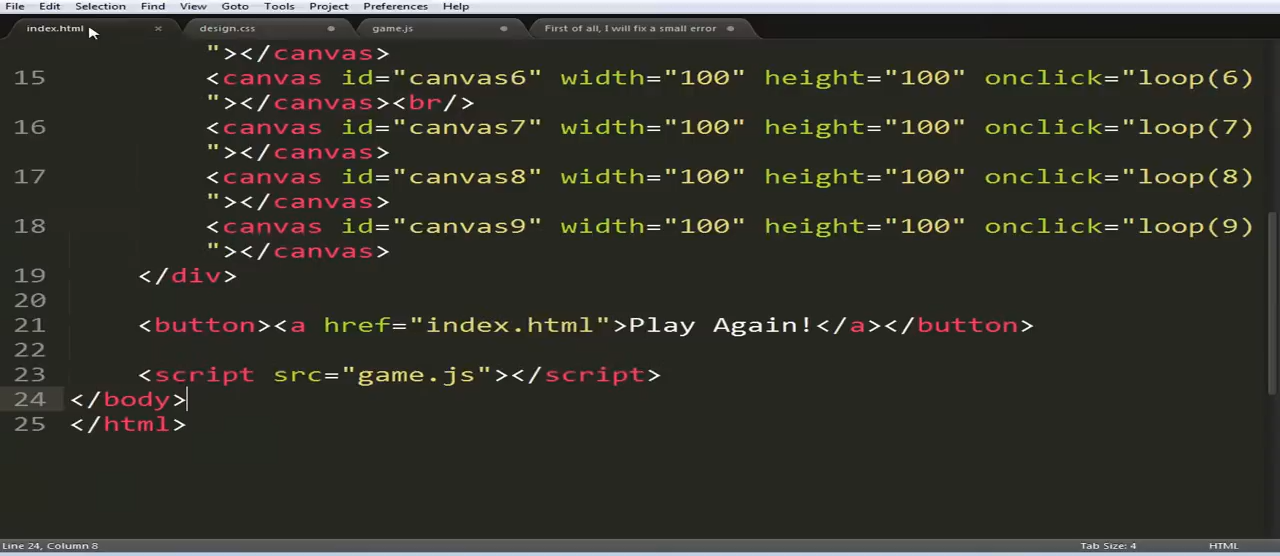 File Edit Selection Find View Goto Tools Project Preferences Help
index.html × design.css game.js First of all, I will fix a small error
"></canvas>
15 <canvas id="canvas6" width="100" height="100" onclick="loop(6)
"></canvas><br/>
16 <canvas id="canvas7" width="100" height="100" onclick="loop(7)
"></canvas>
17 <canvas id="canvas8" width="100" height="100" onclick="loop(8)
"></canvas>
18 <canvas id="canvas9" width="100" height="100" onclick="loop(9)
"></canvas>
19 </div>
20
21 <button><a href="index.html">Play Again!</a></button>
22
23 <script src="game.js"></script>
24 </body>
25 </html>
Line 24, Column 8 Tab Size: 4 HTML